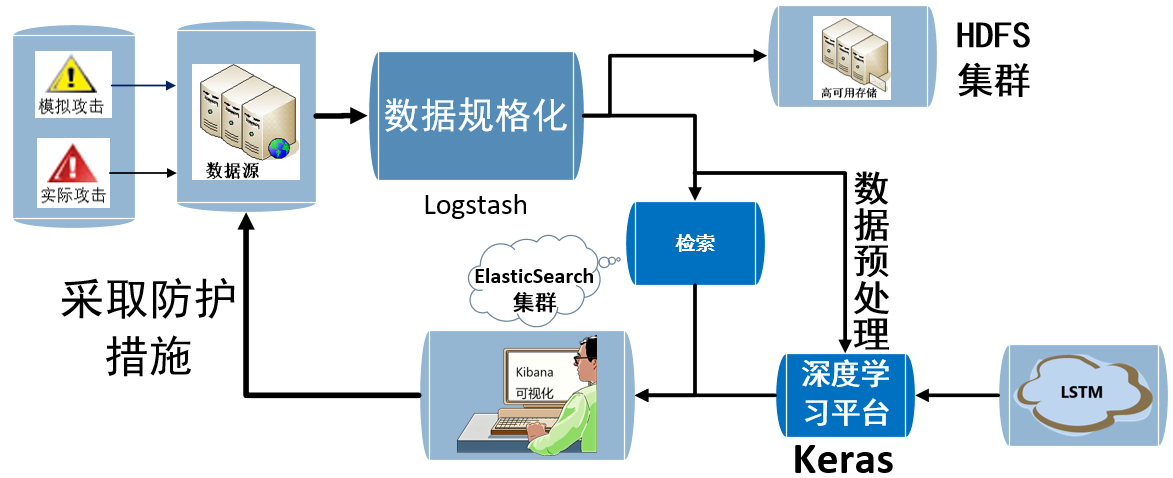 模拟攻击
实际攻击
数据源
数据规格化
Logstash
高可用存储
HDFS
集群
检索
ElasticSearch
集群
数据预处理
采取防护
措施
Kibana
可视化
深度学
习平台
Keras
LSTM